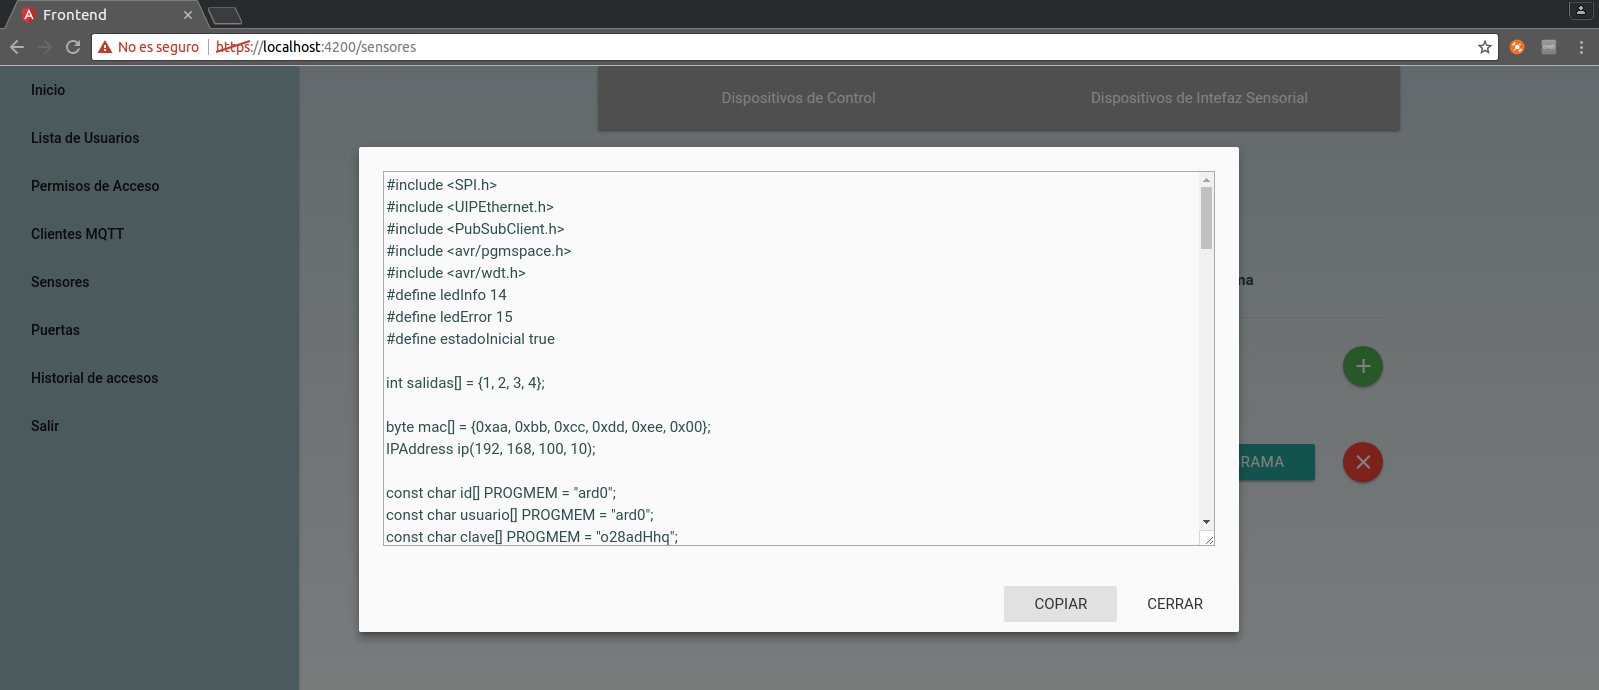 Frontend
No es seguro
https://localhost:4200/sensores
Inicio
Lista de Usuarios
Permisos de Acceso
Clientes MQTT
Sensores
Puertas
Historial de accesos
Salir
Dispositivos de Control
Dispositivos de Intefaz Sensorial
#include <SPI.h>
#include <UIPEthernet.h>
#include <PubSubClient.h>
#include <avr/pgmspace.h>
#include <avr/wdt.h>
#define ledInfo 14
#define ledError 15
#define estadoInicial true
int salidas[] = {1, 2, 3, 4};
byte mac[] = {0xaa, 0xbb, 0xcc, 0xdd, 0xee, 0x00};
IPAddress ip(192, 168, 100, 10);
const char id[] PROGMEM = "ard0";
const char usuario[] PROGMEM = "ard0";
const char clave[] PROGMEM = "o28adHhq";
ma
RAMA
COPIAR
CERRAR